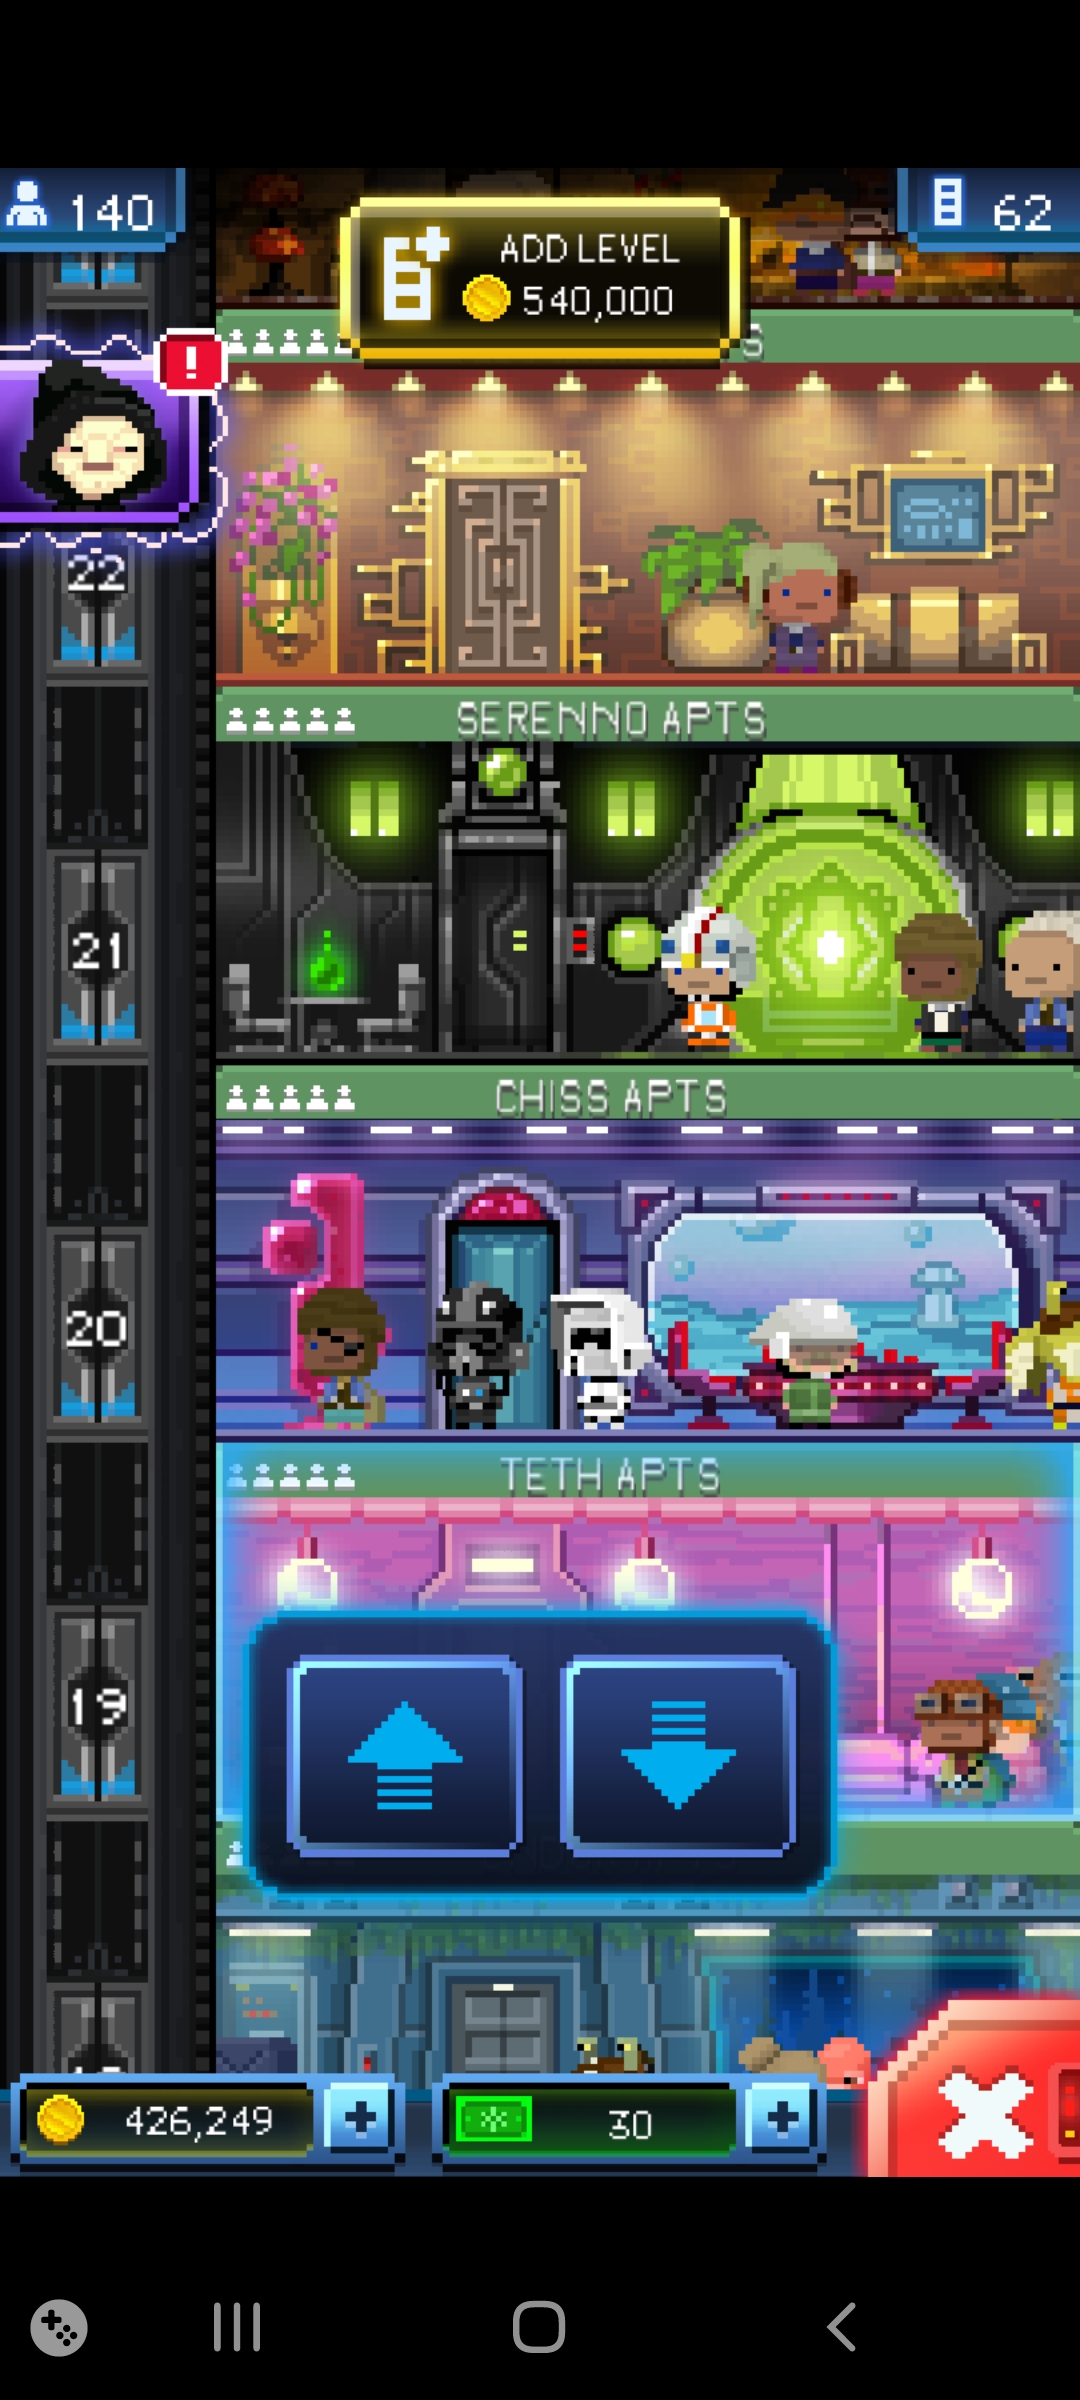 140
62
ADD LEVEL
540,000
S
!
22
SERENNO APTS
21
CHISS APTS
20
TETH APTS
19
426,249
+
30
+